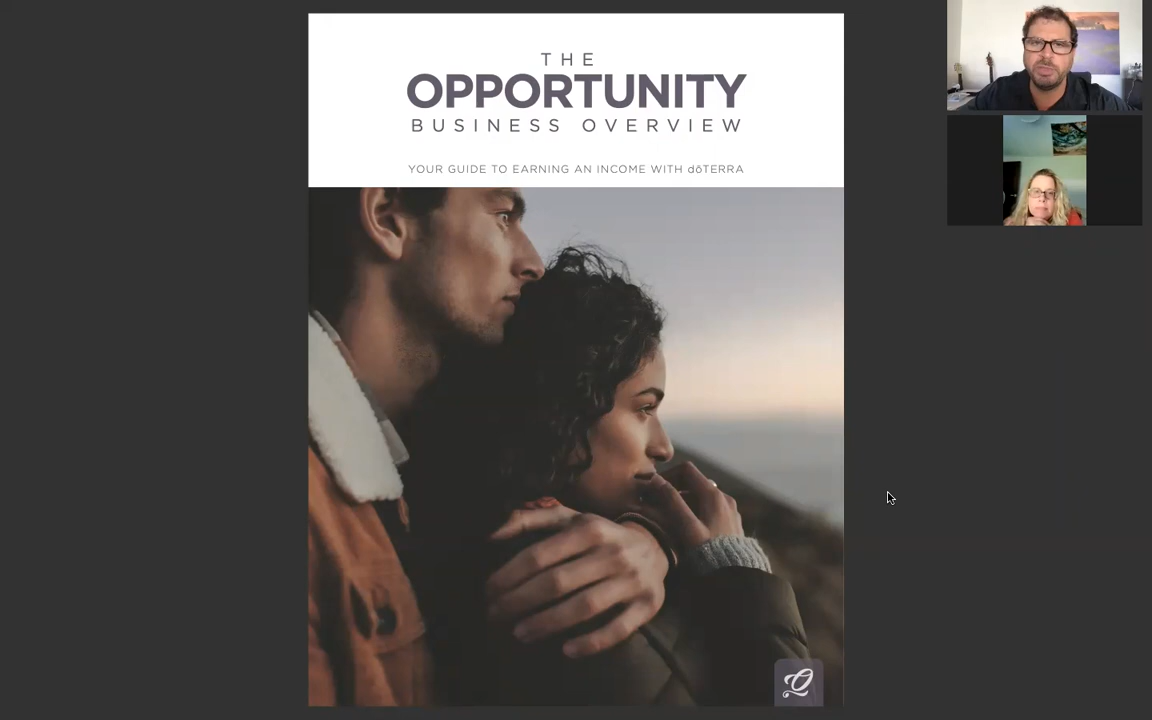 THE
OPPORTUNITY
BUSINESS OVERVIEW
YOUR GUIDE TO EARNING AN INCOME WITH dōTERRA